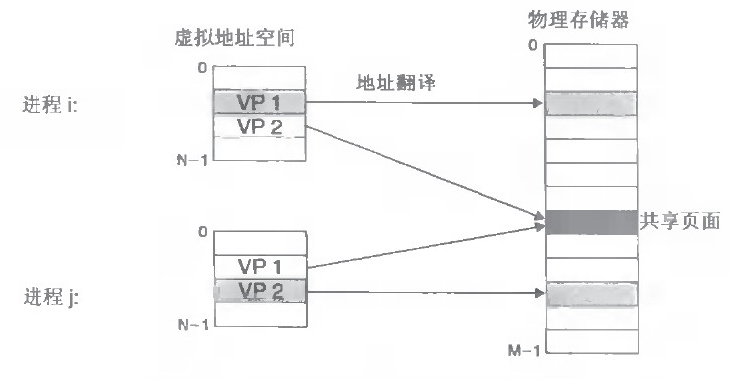 物理存储器
虚拟地址空间
0
0
地址翻译
进程 i:
VP 1
VP 2
N-1
共享页面
0
VP 1
进程 j:
VP 2
N-1
M-1